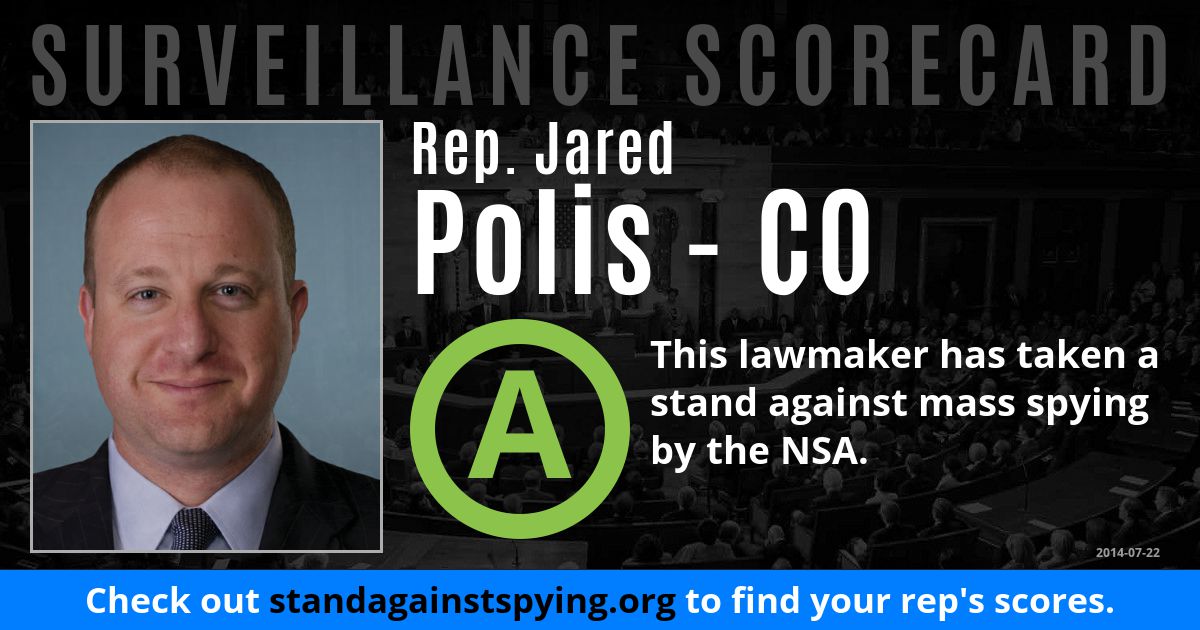 SURVEILLANCE SCORECARD
Rep. Jared
Polis - CO
A
This lawmaker has taken a
stand against mass spying
by the NSA.
2014-07-22
Check out standagainstspying.org to find your rep's scores.